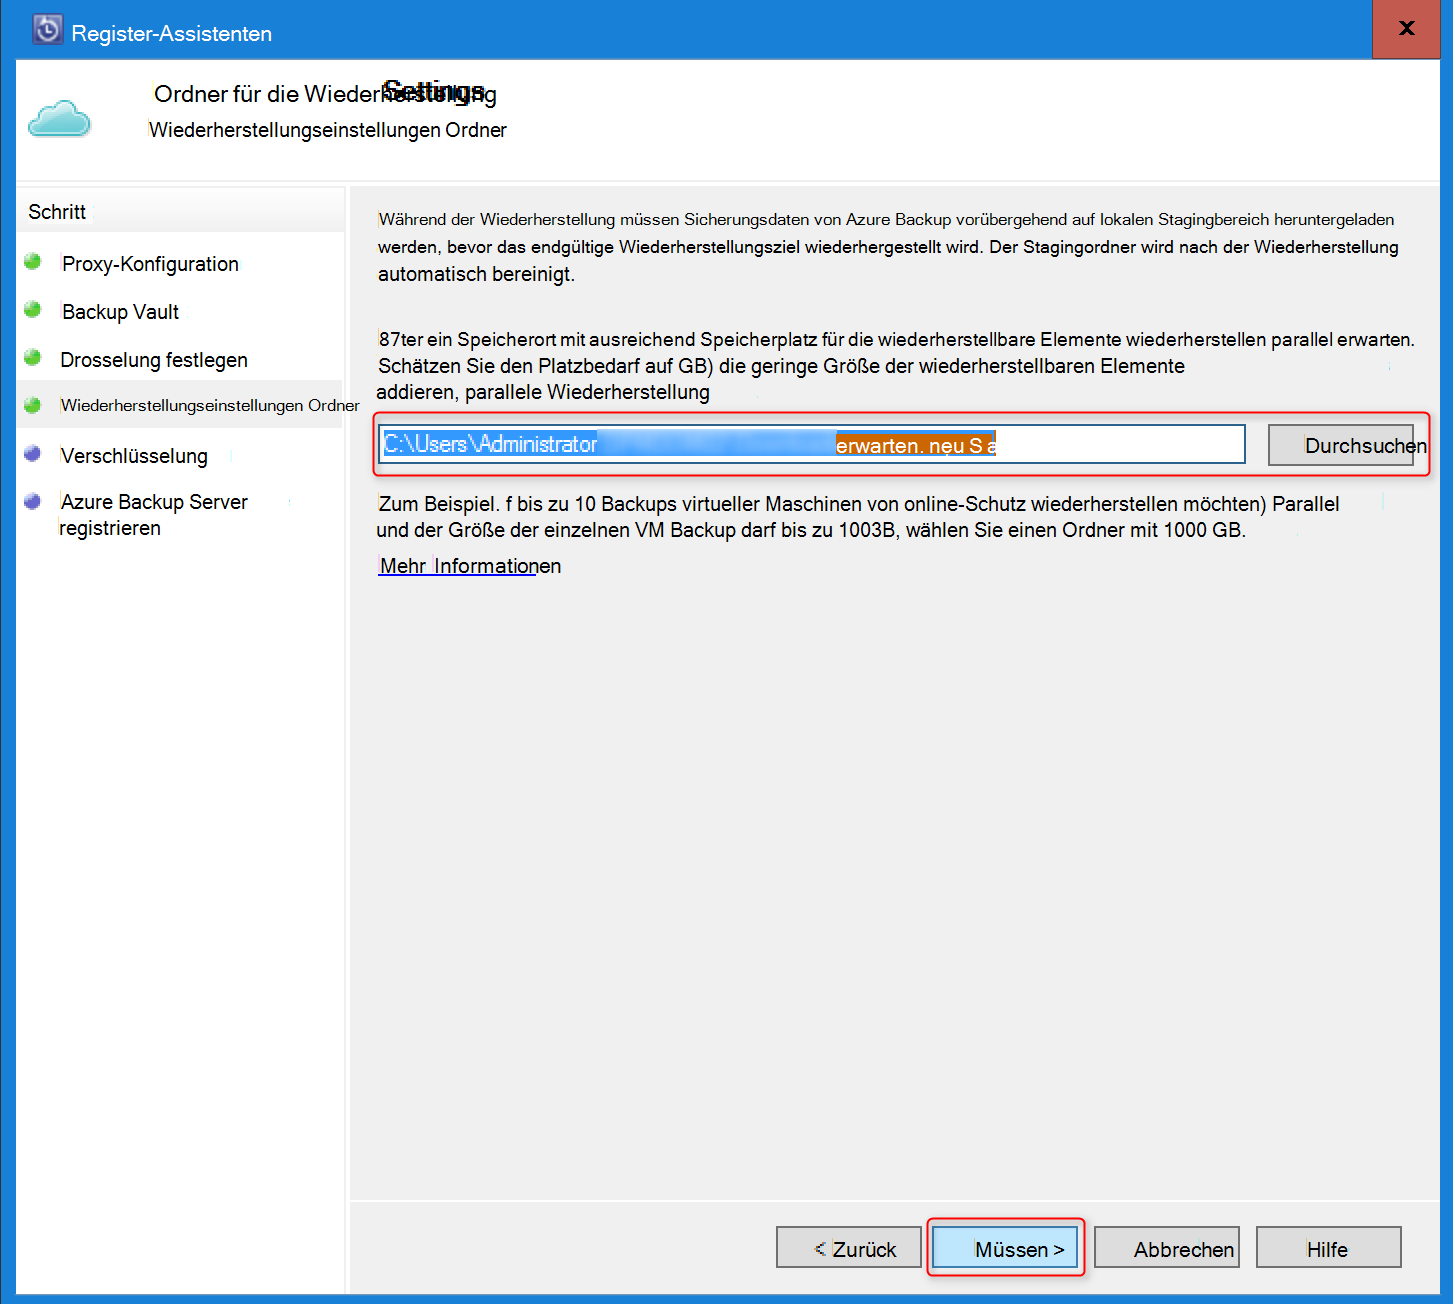 Register-Assistenten
x
Ordner für die Wiederherstellung
Settings
Wiederherstellungseinstellungen Ordner
Schritt
Proxy-Konfiguration
Backup Vault
Drosselung festlegen
Wiederherstellungseinstellungen Ordner
Verschlüsselung
Azure Backup Server
registrieren
Während der Wiederherstellung müssen Sicherungsdaten von Azure Backup vorübergehend auf lokalen Stagingbereich heruntergeladen
werden, bevor das endgültige Wiederherstellungsziel wiederhergestellt wird. Der Stagingordner wird nach der Wiederherstellung
automatisch bereinigt.
87ter ein Speicherort mit ausreichend Speicherplatz für die wiederherstellbare Elemente wiederherstellen parallel erwarten.
Schätzen Sie den Platzbedarf auf GB) die geringe Größe der wiederherstellbaren Elemente
addieren, parallele Wiederherstellung
C:\Users\Administrator erwarten. neu S a
Durchsuchen
Zum Beispiel. f bis zu 10 Backups virtueller Maschinen von online-Schutz wiederherstellen möchten) Parallel
und der Größe der einzelnen VM Backup darf bis zu 1003B, wählen Sie einen Ordner mit 1000 GB.
Mehr Informationen
< Zurück
Müssen >
Abbrechen
Hilfe